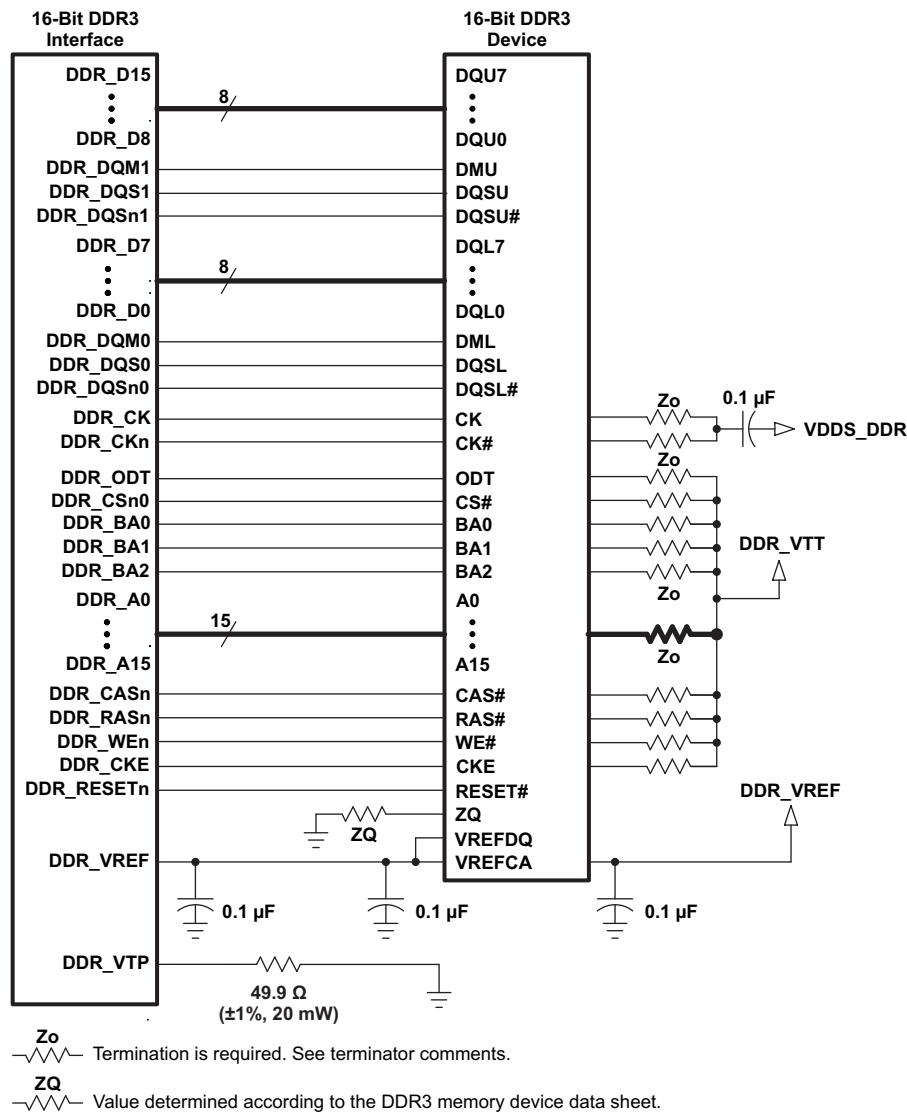 16-Bit DDR3
Interface
16-Bit DDR3
Device
DDR_D15
DQU7
8
DDR_D8
DQU0
DDR_DQM1
DMU
DDR_DQS1
DQSU
DDR_DQSn1
DQSU#
DDR_D7
DQL7
8
DDR_D0
DQL0
DDR_DQM0
DML
DDR_DQS0
DQSL
DDR_DQSn0
DQSL#
Zo
0.1 µF
DDR_CK
CK
VDDS_DDR
DDR_CKn
CK#
Zo
DDR_ODT
ODT
DDR_CSn0
CS#
DDR_BA0
BA0
DDR_BA1
BA1
DDR_VTT
DDR_BA2
BA2
Zo
DDR_A0
A0
15
Zo
DDR_A15
A15
DDR_CASn
CAS#
DDR_RASn
RAS#
DDR_WEn
WE#
DDR_CKE
CKE
DDR_RESETn
RESET#
DDR_VREF
ZQ
ZQ
VREFDQ
DDR_VREF
VREFCA
0.1 µF
0.1 µF
0.1 µF
DDR_VTP
49.9 Ω
(±1%, 20 mW)
Zo
Termination is required. See terminator comments.
ZQ
Value determined according to the DDR3 memory device data sheet.